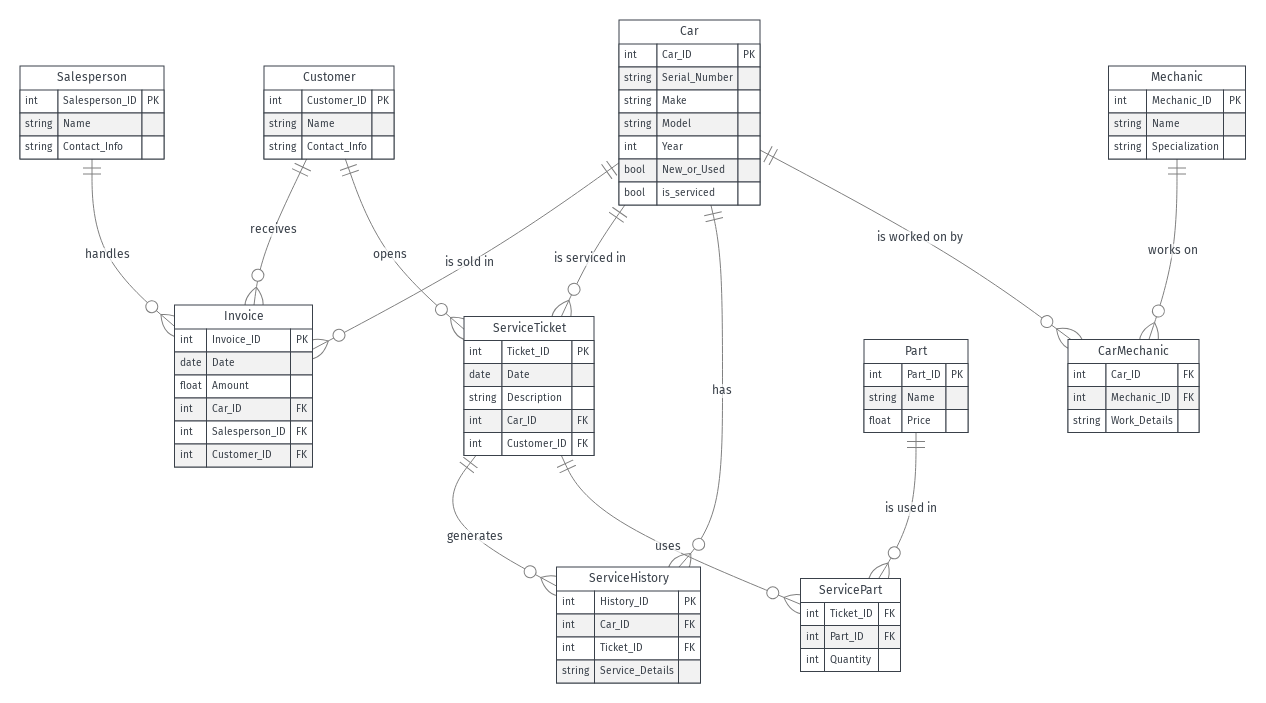 Car
int Car_ID PK
string Serial_Number
string Make
string Model
int Year
bool New_or_Used
bool is_serviced
Salesperson
int Salesperson_ID PK
string Name
string Contact_Info
Customer
int Customer_ID PK
string Name
string Contact_Info
Mechanic
int Mechanic_ID PK
string Name
string Specialization
handles
receives
opens
is sold in
is serviced in
is worked on by
works on
Invoice
int Invoice_ID PK
date Date
float Amount
int Car_ID FK
int Salesperson_ID FK
int Customer_ID FK
ServiceTicket
int Ticket_ID PK
date Date
string Description
int Car_ID FK
int Customer_ID FK
has
Part
int Part_ID PK
string Name
float Price
CarMechanic
int Car_ID FK
int Mechanic_ID FK
string Work_Details
generates
uses
is used in
ServiceHistory
int History_ID PK
int Car_ID FK
int Ticket_ID FK
string Service_Details
ServicePart
int Ticket_ID FK
int Part_ID FK
int Quantity